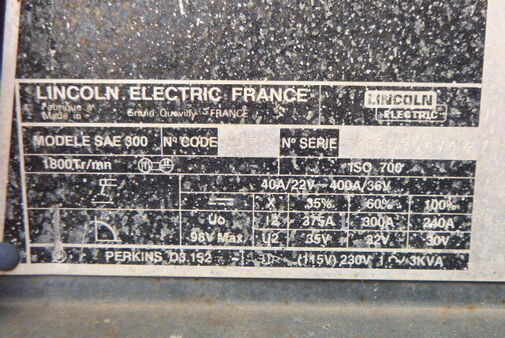 LINCOLN ELECTRIC FRANCE
LINCOLN
ELECTRIC
Fabriqué à
Made in
Grand Quevilly - FRANCE
MODELE SAE 300 N° CODE N° SERIE
1800Tr/mn ISO 700
40A/22V - 400A/36V
X 35% 60% 100%
Uo I2 375A 300A 240A
98V Max U2 35V 32V 30V
PERKINS D3.152 (115V) 230V 1 ~ 3KVA